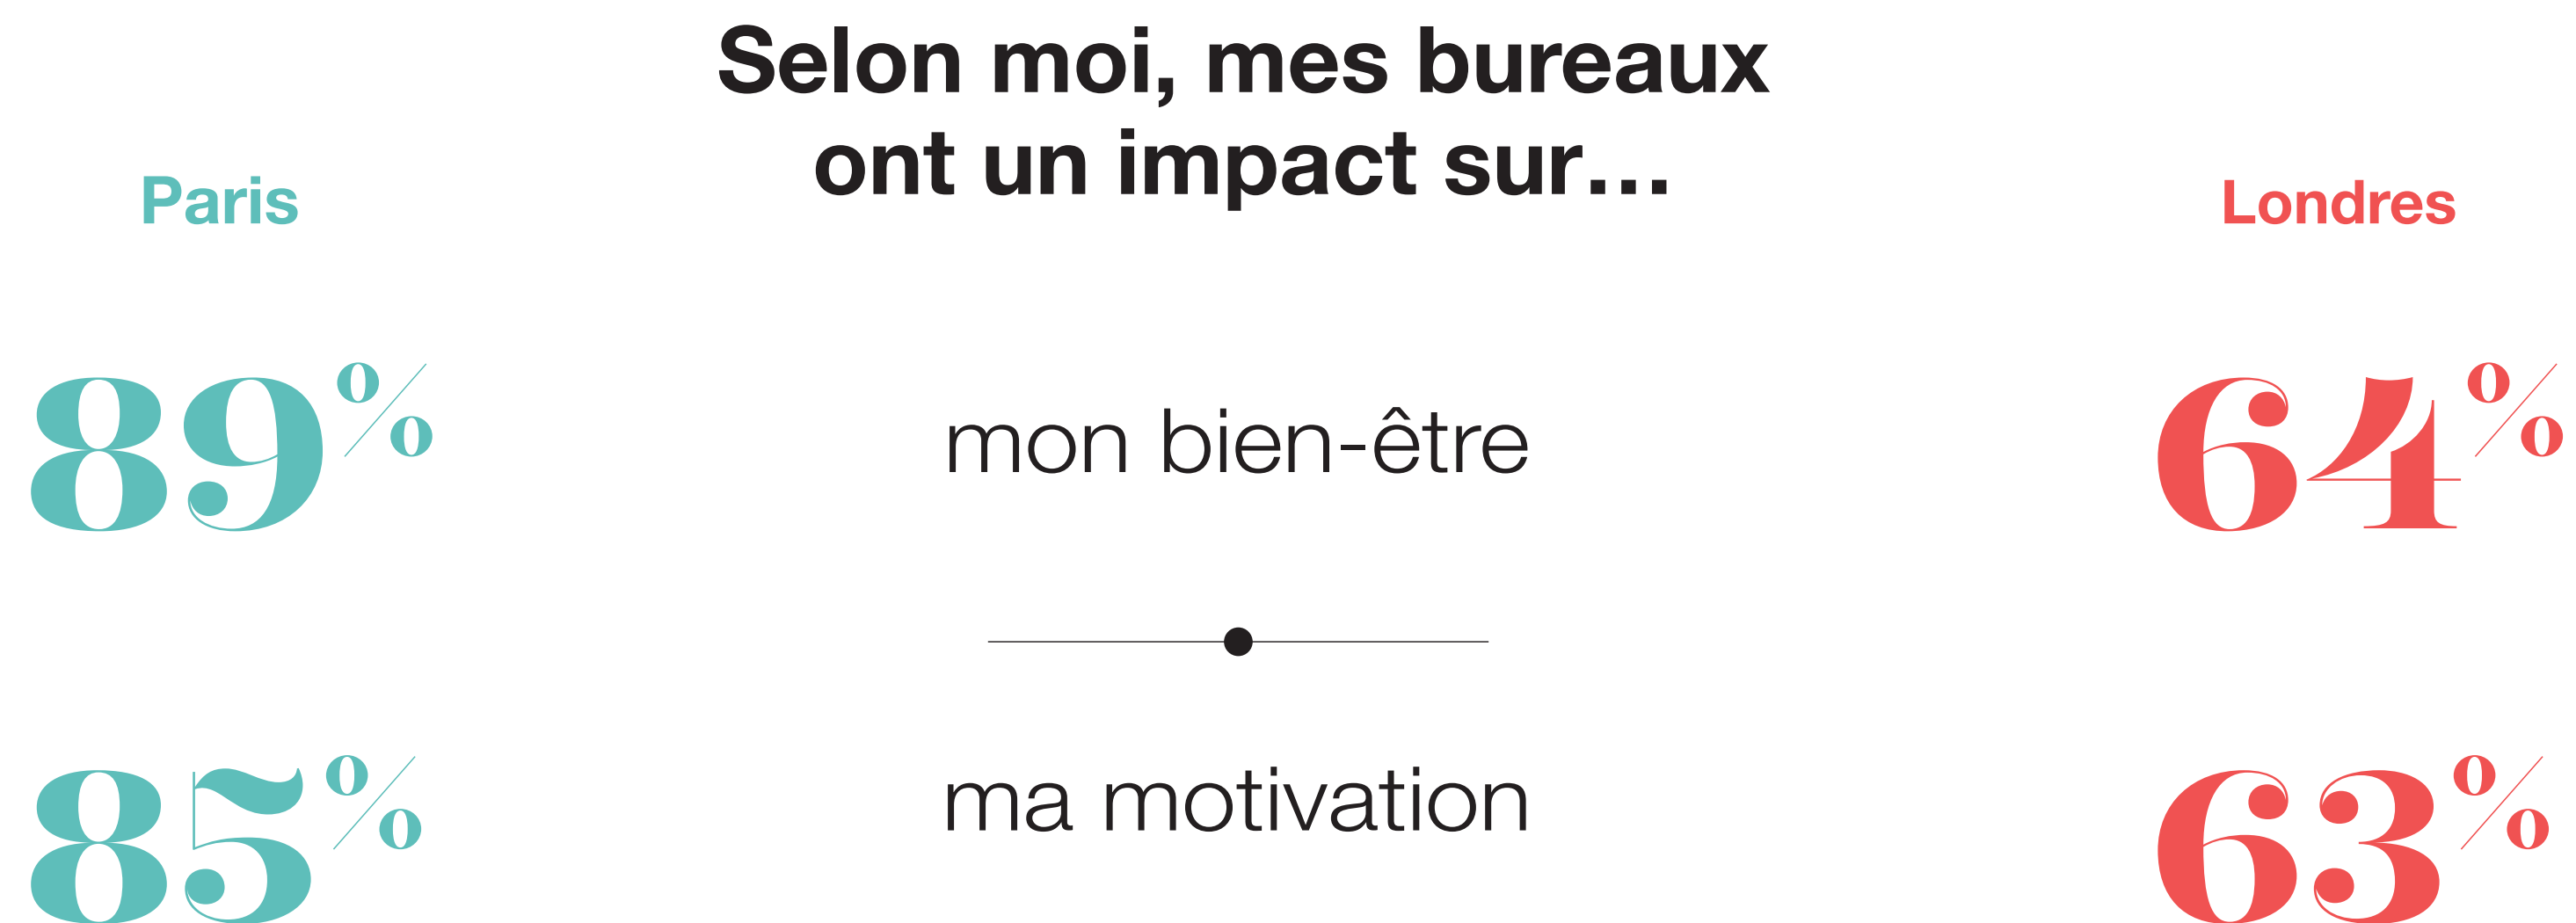 Selon moi, mes bureaux
ont un impact sur...
Paris
Londres
89%
mon bien-être
64%
85%
ma motivation
63%